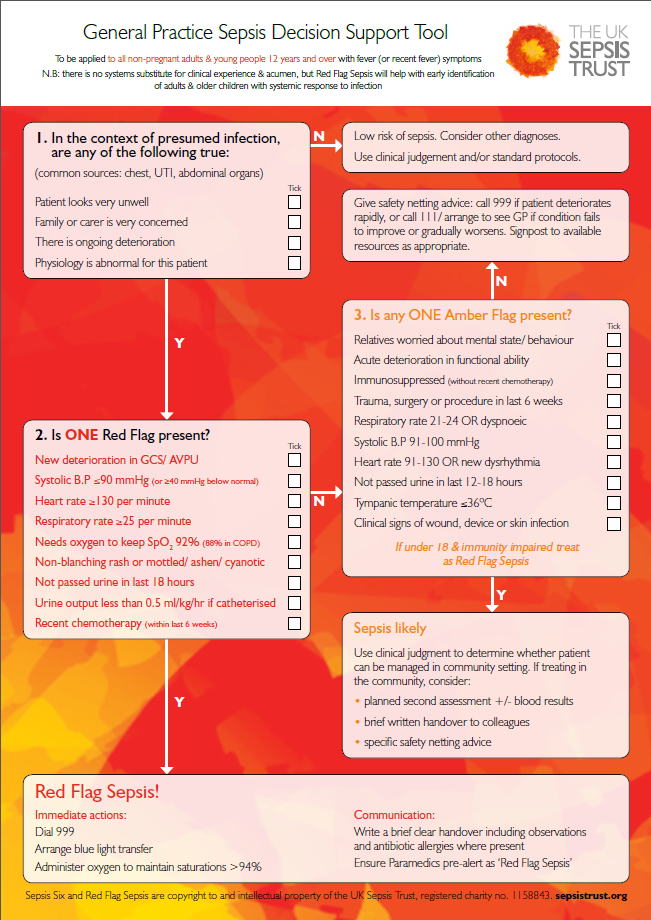 General Practice Sepsis Decision Support Tool
To be applied to all non-pregnant adults & young people 12 years and over with fever (or recent fever) symptoms
N.B: there is no systems substitute for clinical experience & acumen, but Red Flag Sepsis will help with early identification
of adults & older children with systemic response to infection
THE UK
SEPSIS
TRUST
1. In the context of presumed infection,
are any of the following true:
(common sources: chest, UTI, abdominal organs)
Tick
Patient looks very unwell
Family or carer is very concerned
There is ongoing deterioration
Physiology is abnormal for this patient
N
Low risk of sepsis. Consider other diagnoses.
Use clinical judgement and/or standard protocols.
Give safety netting advice: call 999 if patient deteriorates
rapidly, or call 111/ arrange to see GP if condition fails
to improve or gradually worsens. Signpost to available
resources as appropriate.
N
Y
3. Is any ONE Amber Flag present?
Tick
Relatives worried about mental state/ behaviour
Acute deterioration in functional ability
Immunosuppressed (without recent chemotherapy)
Trauma, surgery or procedure in last 6 weeks
Respiratory rate 21-24 OR dyspnoeic
Systolic B.P 91-100 mmHg
Heart rate 91-130 OR new dysrhythmia
Not passed urine in last 12-18 hours
Tympanic temperature ≤36ºC
Clinical signs of wound, device or skin infection
If under 18 & immunity impaired treat
as Red Flag Sepsis
2. Is ONE Red Flag present?
Tick
New deterioration in GCS/ AVPU
Systolic B.P ≤90 mmHg (or ≥40 mmHg below normal)
Heart rate ≥130 per minute
Respiratory rate ≥25 per minute
Needs oxygen to keep SpO2 92% (88% in COPD)
Non-blanching rash or mottled/ ashen/ cyanotic
Not passed urine in last 18 hours
Urine output less than 0.5 ml/kg/hr if catheterised
Recent chemotherapy (within last 6 weeks)
N
Y
Sepsis likely
Use clinical judgment to determine whether patient
can be managed in community setting. If treating in
the community, consider:
• planned second assessment +/- blood results
• brief written handover to colleagues
• specific safety netting advice
Y
Red Flag Sepsis!
Immediate actions:
Dial 999
Arrange blue light transfer
Administer oxygen to maintain saturations >94%
Communication:
Write a brief clear handover including observations
and antibiotic allergies where present
Ensure Paramedics pre-alert as ‘Red Flag Sepsis’
Sepsis Six and Red Flag Sepsis are copyright to and intellectual property of the UK Sepsis Trust, registered charity no. 1158843. sepsistrust.org